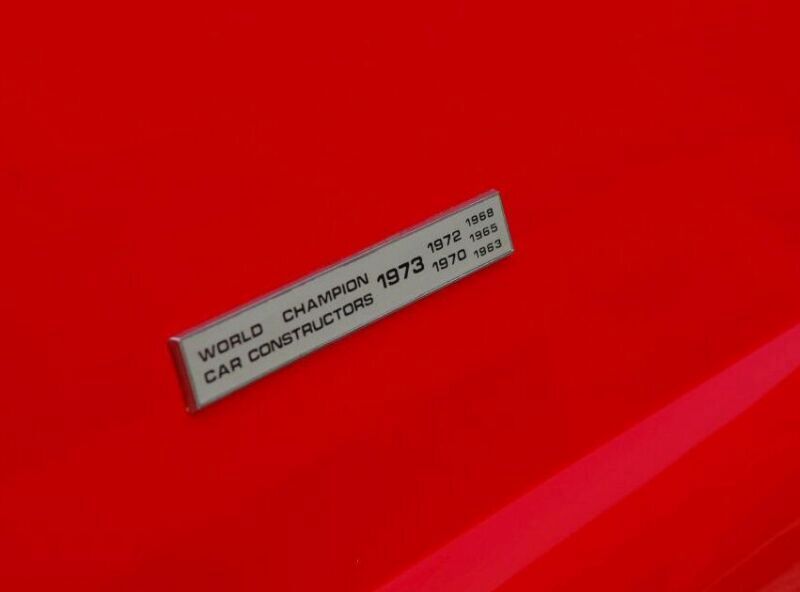 WORLD CHAMPION
CAR CONSTRUCTORS
1973
1972 1968
1970 1965
1963